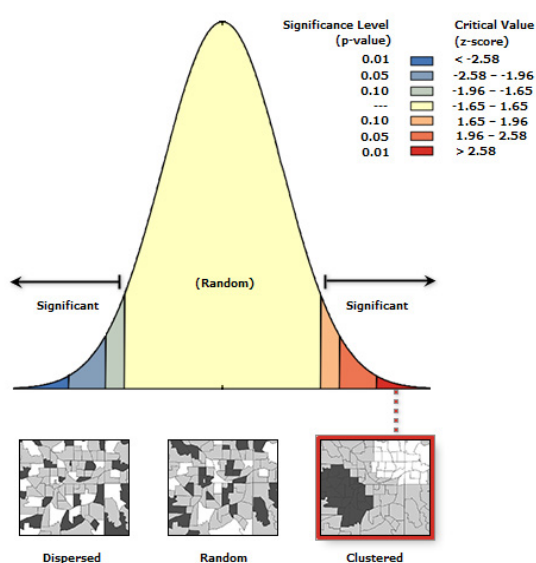 Significance Level Critical Value
(p-value) (z-score)
0.01 < -2.58
0.05 -2.58 – -1.96
0.10 -1.96 – -1.65
--- -1.65 – 1.65
0.10 1.65 – 1.96
0.05 1.96 – 2.58
0.01 > 2.58
(Random)
Significant Significant
Dispersed Random Clustered